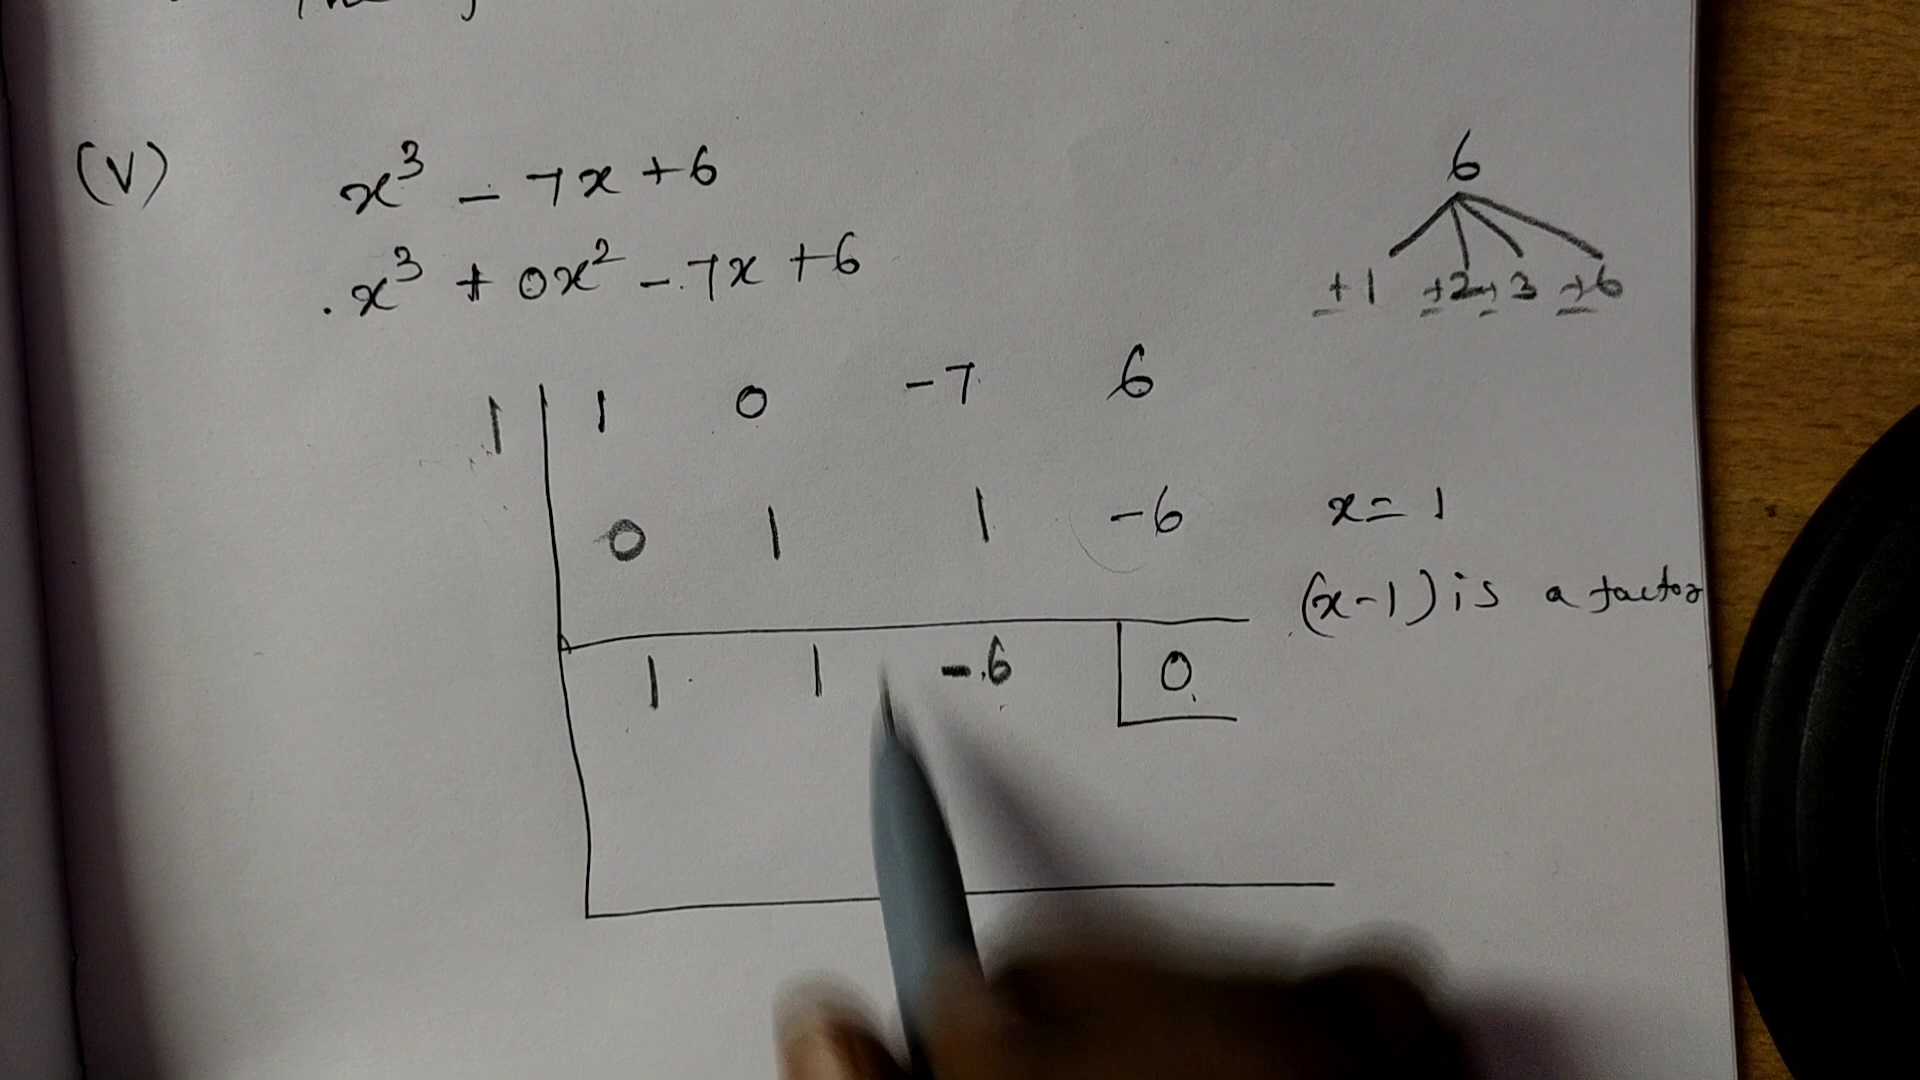 (V) x³ - 7x + 6
x³ + 0x² - 7x + 6
6
+1 +2 +3 +6
1 1 0 -7 6
0 1 1 -6
x = 1
(x-1) is a factor
1 1 -6 0